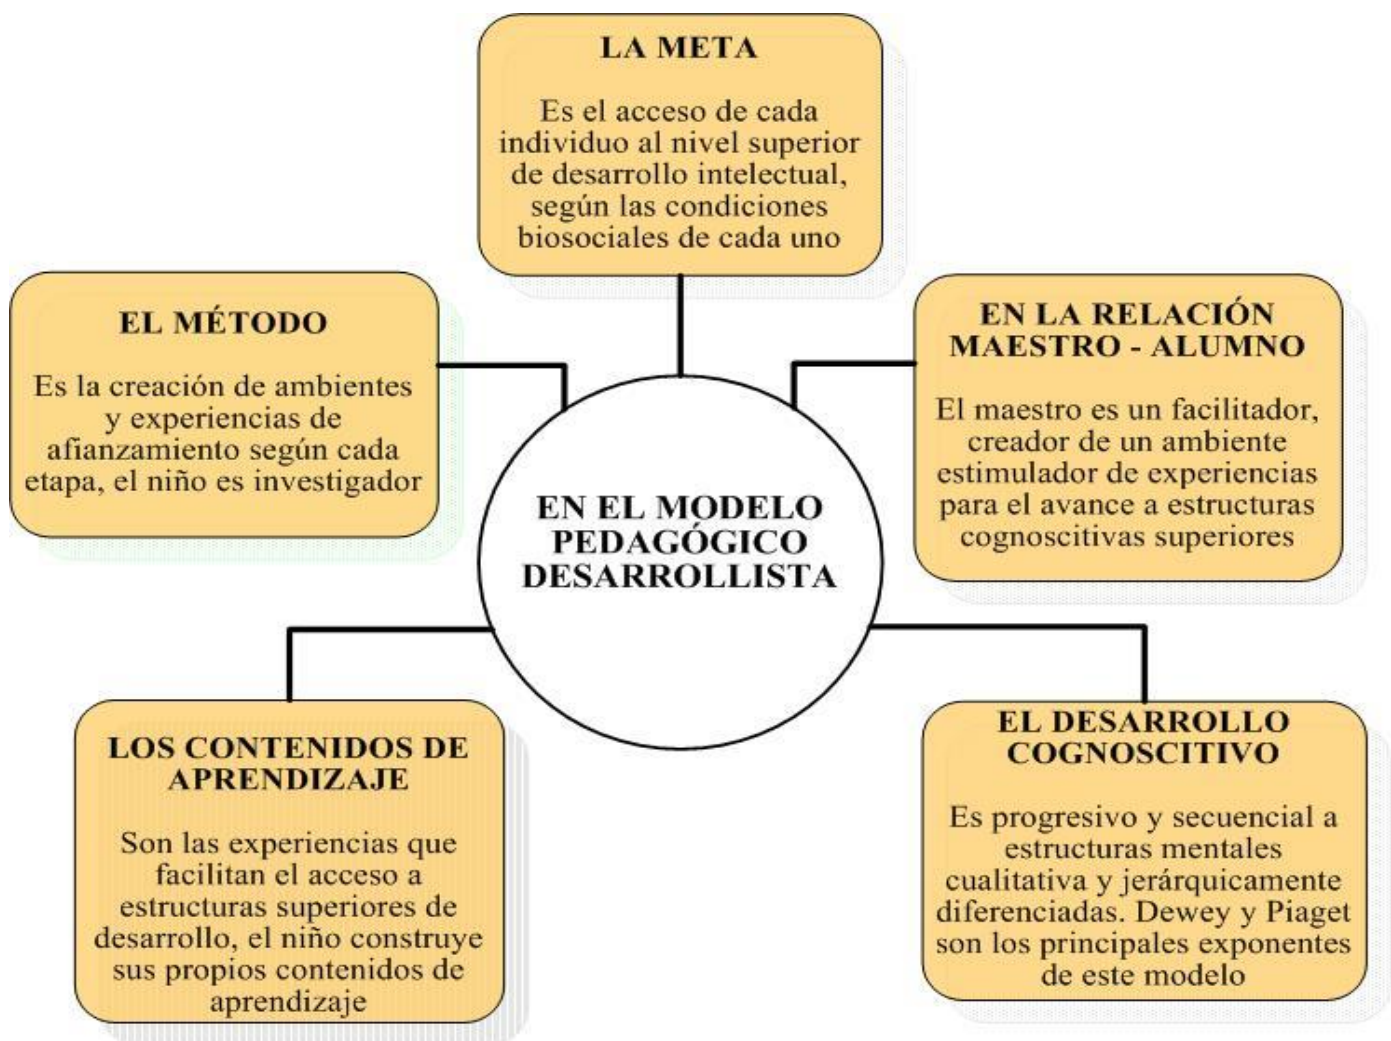 LA META
Es el acceso de cada
individuo al nivel superior
de desarrollo intelectual,
según las condiciones
biosociales de cada uno
EL MÉTODO
Es la creación de ambientes
y experiencias de
afianzamiento según cada
etapa, el niño es investigador
EN LA RELACIÓN
MAESTRO - ALUMNO
El maestro es un facilitador,
creador de un ambiente
estimulador de experiencias
para el avance a estructuras
cognoscitivas superiores
EN EL MODELO
PEDAGÓGICO
DESARROLLISTA
LOS CONTENIDOS DE
APRENDIZAJE
Son las experiencias que
facilitan el acceso a
estructuras superiores de
desarrollo, el niño construye
sus propios contenidos de
aprendizaje
EL DESARROLLO
COGNOSCITIVO
Es progresivo y secuencial a
estructuras mentales
cualitativa y jerárquicamente
diferenciadas. Dewey y Piaget
son los principales exponentes
de este modelo